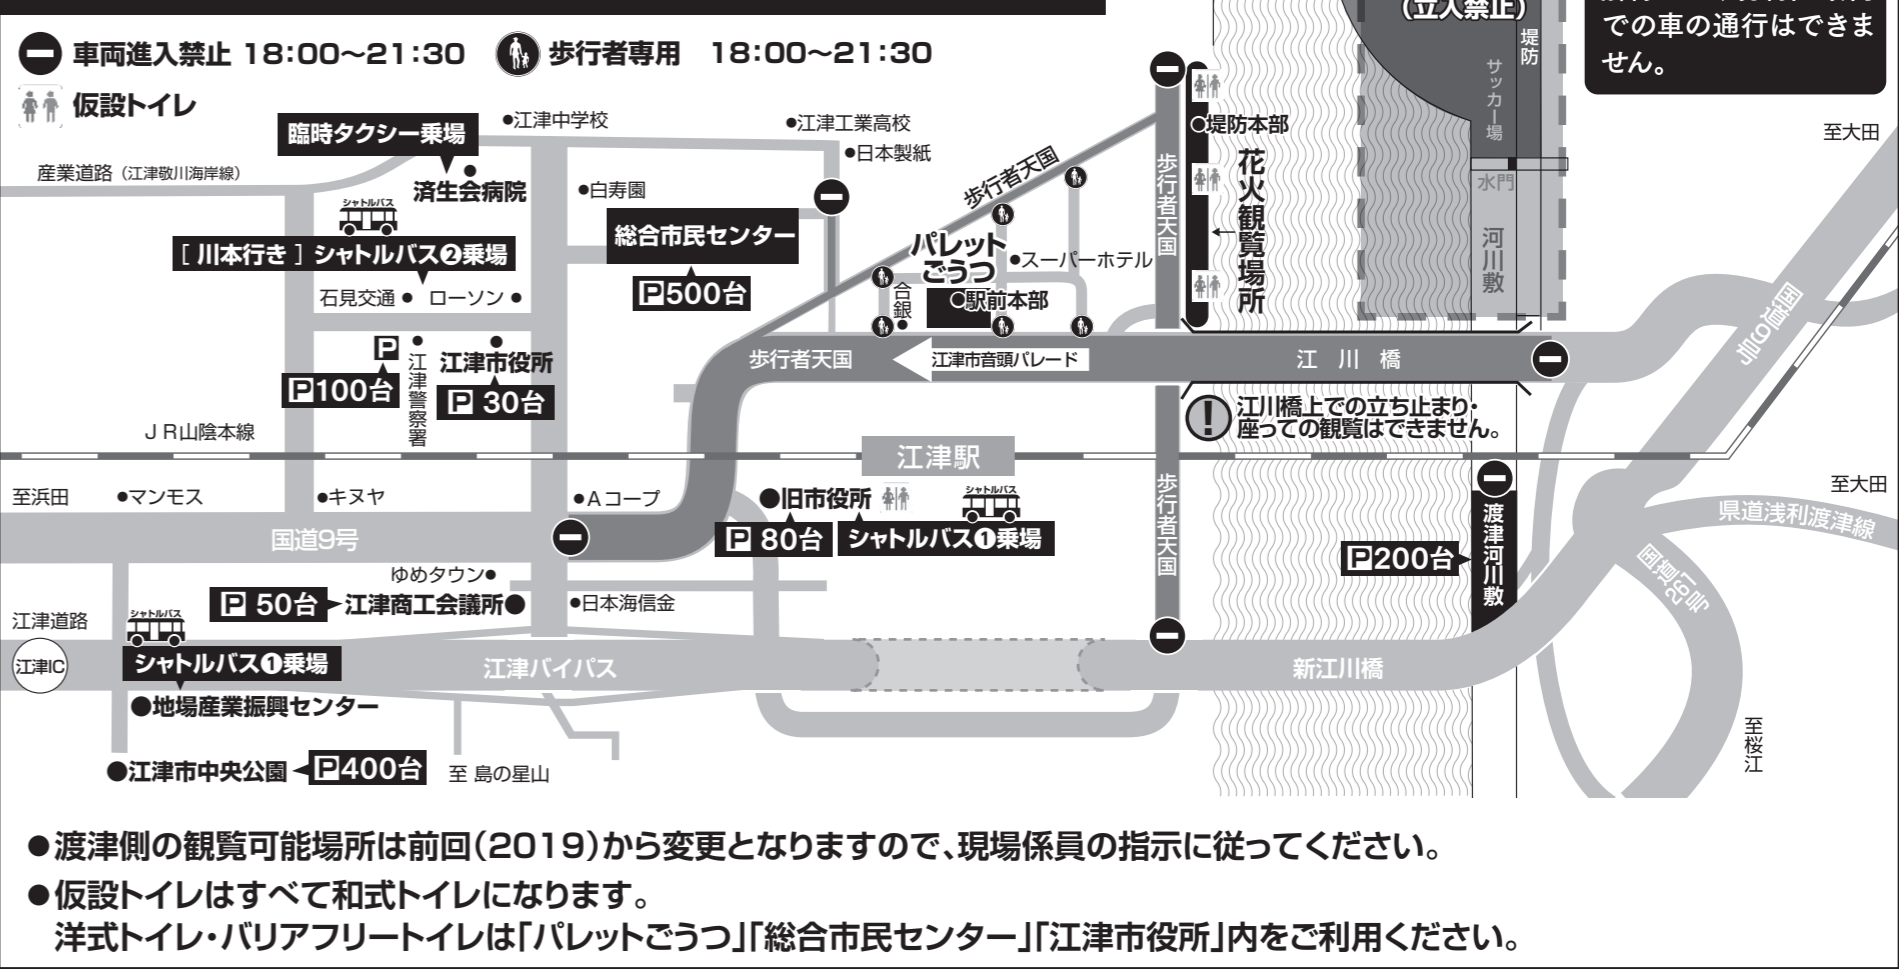 (立入禁止)
での車の通行はできま
せん。
車両進入禁止 18:00~21:30
歩行者専用 18:00~21:30
仮設トイレ
堤防
サッカー場
水門
河川敷
至大田
臨時タクシー乗場
●江津中学校
●江津工業高校
●日本製紙
産業道路(江津敬川海岸線)
済生会病院
●白寿園
シャトルバス
[ 川本行き ] シャトルバス❷乗場
総合市民センター
P500台
石見交通 ●
ローソン ●
歩行者天国
パレット
ごうつ
●スーパーホテル
合銀
●駅前本部
●堤防本部
歩行者天国
花火観覧場所
国道9号
P
P100台
江津警察署
江津市役所
P 30台
歩行者天国
江津市音頭パレード
江川橋
!
江川橋上での立ち止まり・
座っての観覧はできません。
JR山陰本線
江津駅
至浜田
●マンモス
●キヌヤ
●Aコープ
●旧市役所
シャトルバス
P 80台
シャトルバス❶乗場
歩行者天国
国道9号
P200台
渡津河川敷
至大田
県道浅利渡津線
国道261号
ゆめタウン●
P 50台
江津商工会議所●
●日本海信金
江津道路
江津IC
シャトルバス
シャトルバス❶乗場
●地場産業振興センター
江津バイパス
新江川橋
●江津市中央公園
P400台
至 島の星山
至桜江
●渡津側の観覧可能場所は前回(2019)から変更となりますので、現場係員の指示に従ってください。
●仮設トイレはすべて和式トイレになります。
洋式トイレ・バリアフリートイレは「パレットごうつ」「総合市民センター」「江津市役所」内をご利用ください。